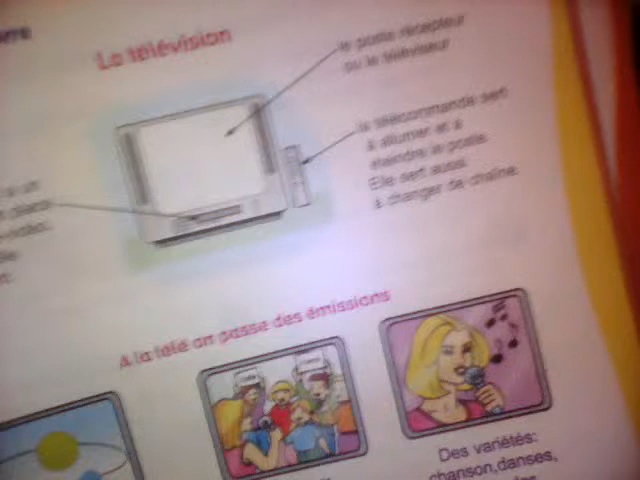 La télévision
le poste récepteur
ou le téléviseur
la télécommande sert
à allumer et à
éteindre le poste.
Elle sert aussi
à changer de chaîne.
A la télé on passe des émissions
Des variétés:
chanson, danses,